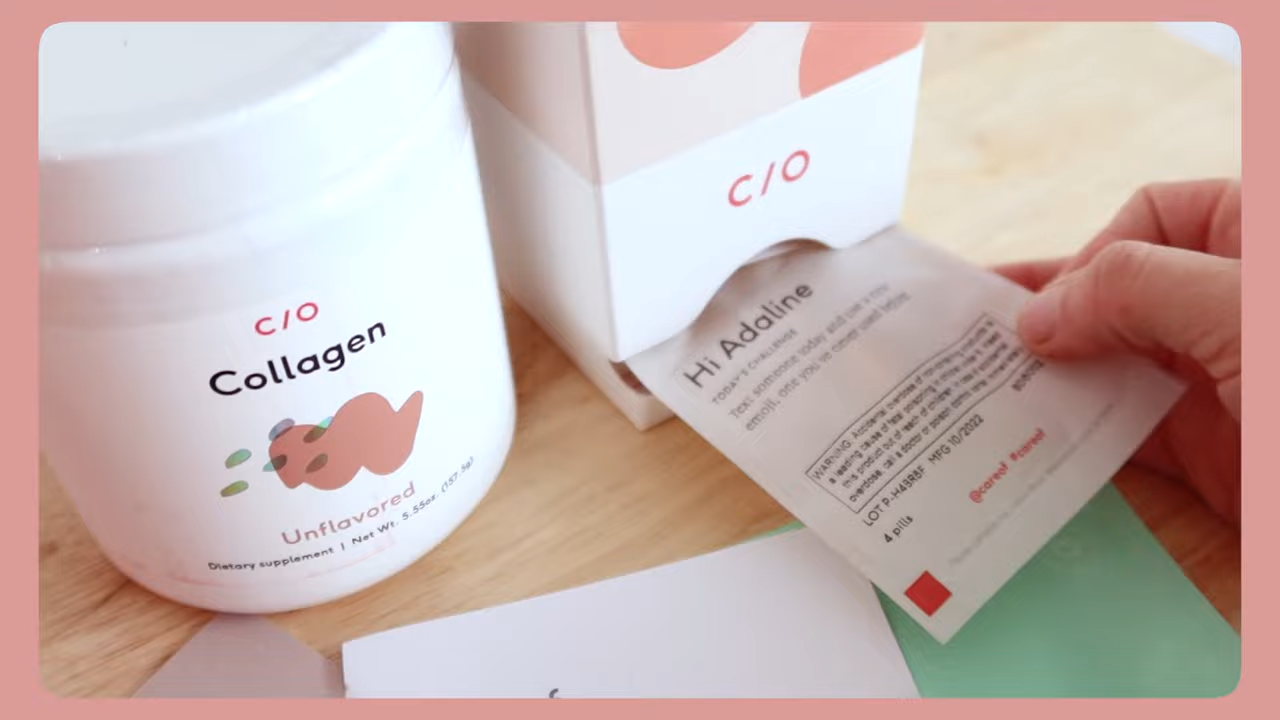 C/O
Collagen
Unflavored
Dietary supplement | Net Wt. 5.55oz. (157.5g)
C/O
Hi Adaline
TODAY'S CHALLENGE
Text someone today and use a new
emoji, one you've never used before
WARNING: Accidental overdose of iron-containing products is
a leading cause of fatal poisoning in children under 6. Keep
this product out of reach of children. In case of accidental
overdose, call a doctor or poison control center immediately.
LOT P-H43R5F MFG 10/2022
4 pills
@careof #careof